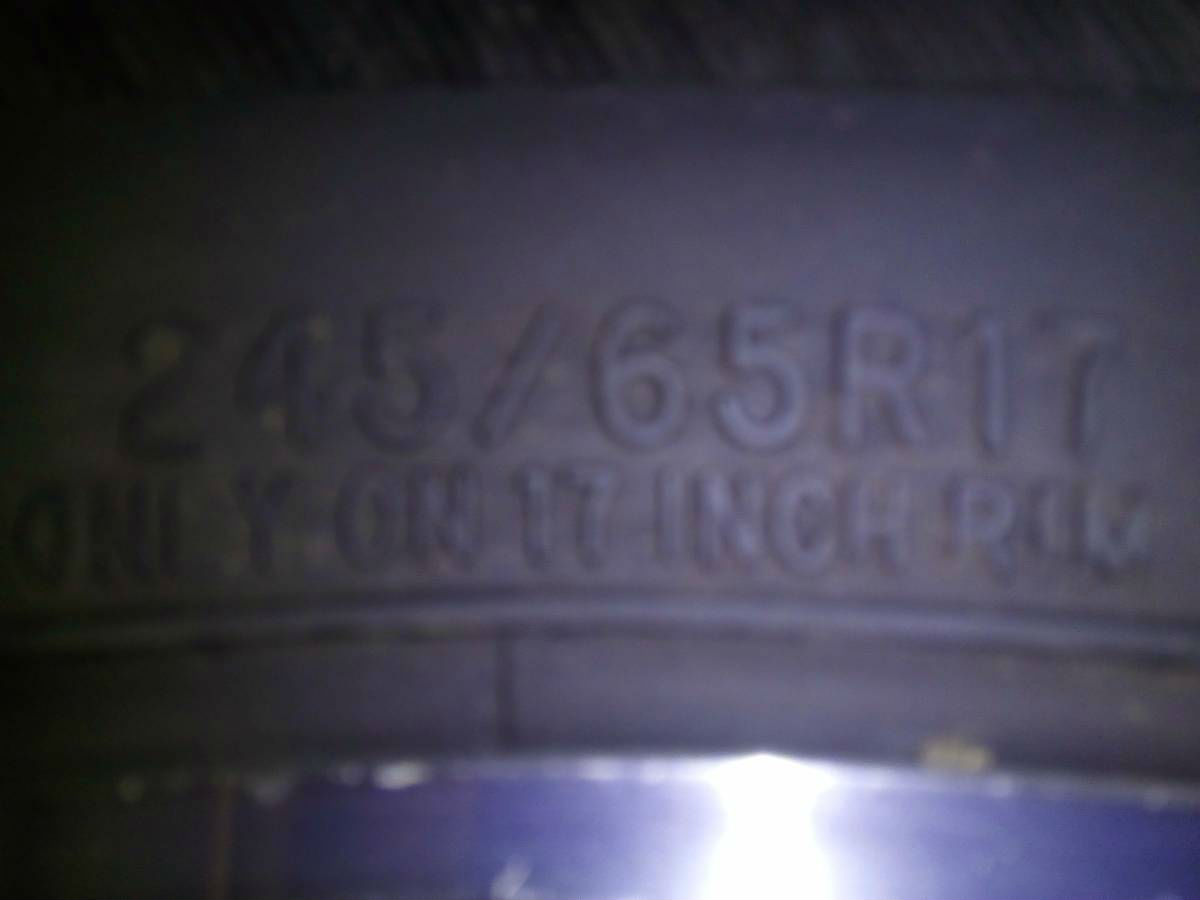 245/65R17
ONLY ON 17 INCH RIM